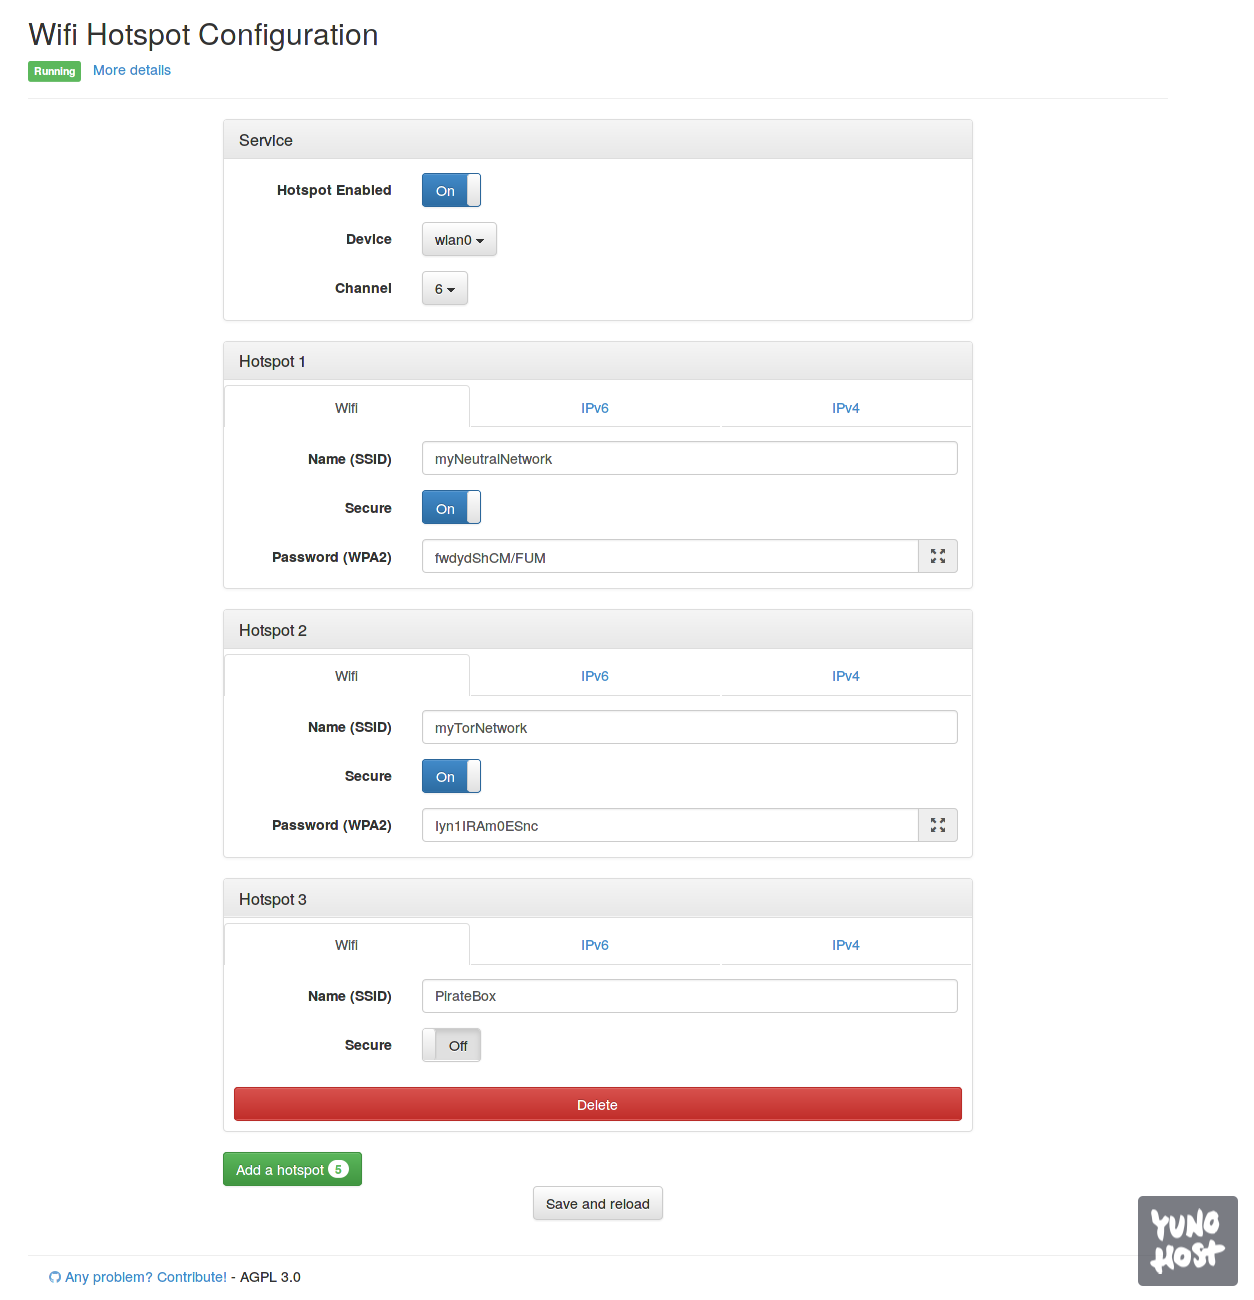 Wifi Hotspot Configuration
Running More details
Service
Hotspot Enabled On
Device wlan0
Channel 6
Hotspot 1
Wifi IPv6 IPv4
Name (SSID) myNeutralNetwork
Secure On
Password (WPA2) fwdydShCM/FUM
Hotspot 2
Wifi IPv6 IPv4
Name (SSID) myTorNetwork
Secure On
Password (WPA2) Iyn1IRAm0ESnc
Hotspot 3
Wifi IPv6 IPv4
Name (SSID) PirateBox
Secure Off
Delete
Add a hotspot 5
Save and reload
YUNO
HOST
Any problem? Contribute! - AGPL 3.0